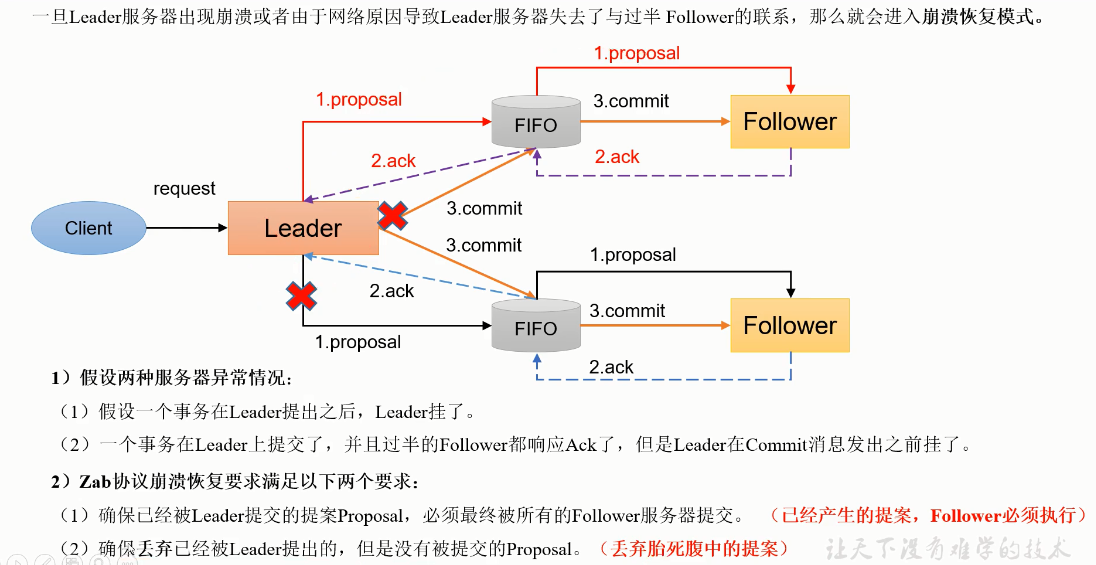 一旦Leader服务器出现崩溃或者由于网络原因导致Leader服务器失去了与过半 Follower的联系，那么就会进入崩溃恢复模式。
1.proposal
1.proposal
3.commit
FIFO
Follower
2.ack
2.ack
request
3.commit
Client
Leader
3.commit
1.proposal
2.ack
3.commit
FIFO
Follower
1.proposal
2.ack
1）假设两种服务器异常情况：
（1）假设一个事务在Leader提出之后，Leader挂了。
（2）一个事务在Leader上提交了，并且过半的Follower都响应Ack了，但是Leader在Commit消息发出之前挂了。
2）Zab协议崩溃恢复要求满足以下两个要求：
（1）确保已经被Leader提交的提案Proposal，必须最终被所有的Follower服务器提交。 （已经产生的提案，Follower必须执行）
（2）确保丢弃已经被Leader提出的，但是没有被提交的Proposal。（丢弃胎死腹中的提案）
让天下没有难学的技术